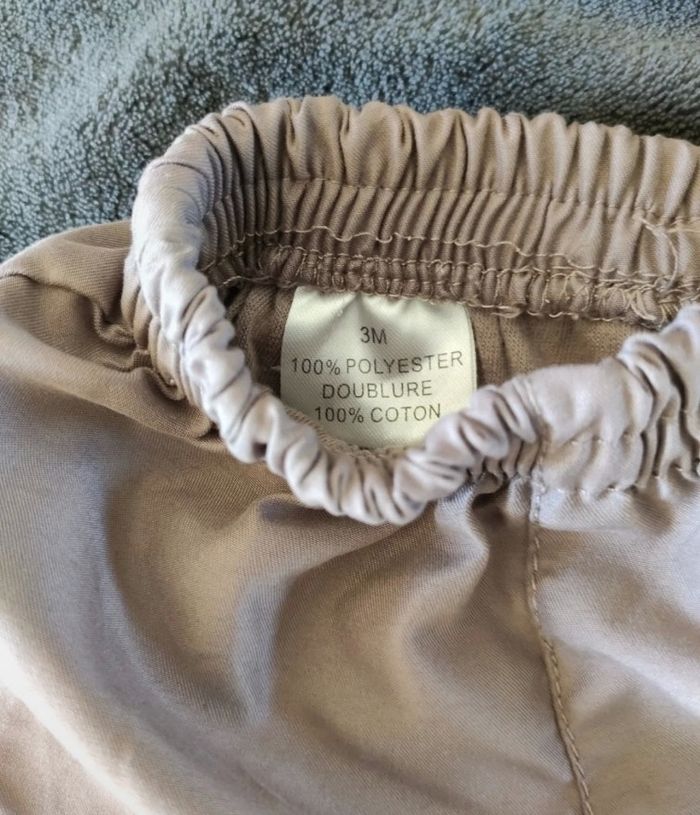 3M
100% POLYESTER
DOUBLURE
100% COTON